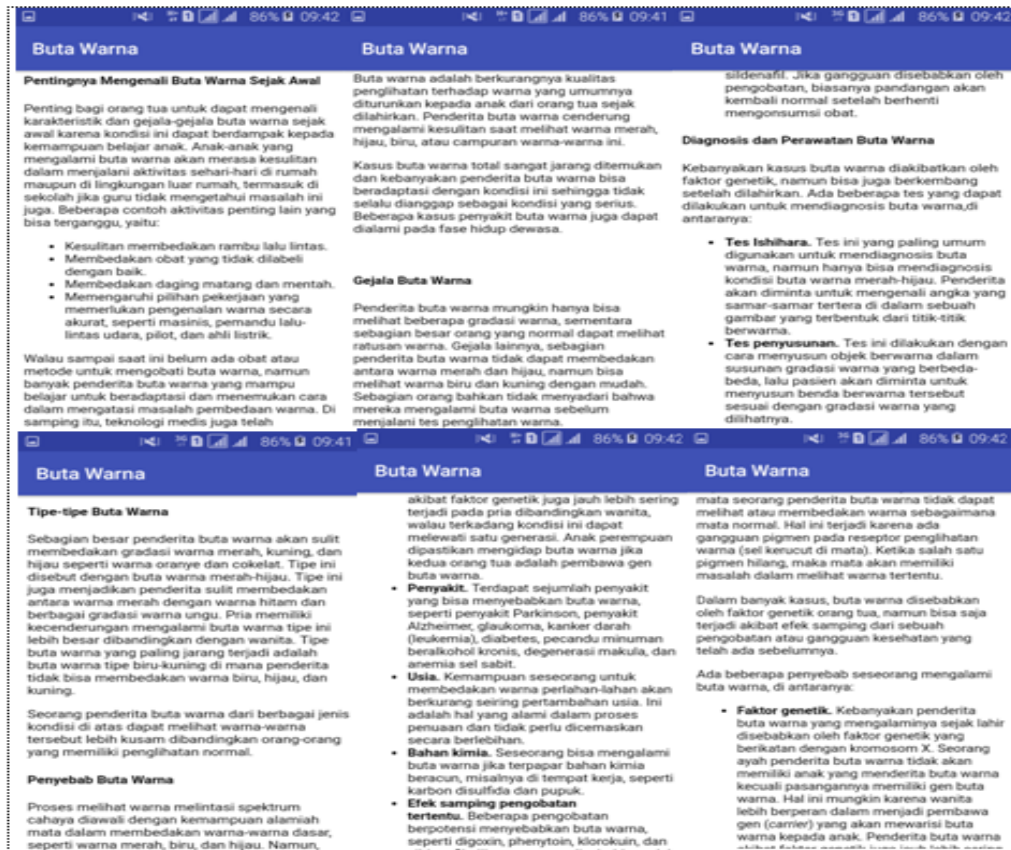 86% 09:42
Buta Warna
Pentingnya Mengenali Buta Warna Sejak Awal
Penting bagi orang tua untuk dapat mengenali
karakteristik dan gejala-gejala buta warna sejak
awal karena kondisi ini dapat berdampak kepada
kemampuan belajar anak. Anak-anak yang
mengalami buta warna akan merasa kesulitan
dalam menjalani aktivitas sehari-hari di rumah
maupun di lingkungan luar rumah, termasuk di
sekolah jika guru tidak mengetahui masalah ini
juga. Beberapa contoh aktivitas penting lain yang
bisa terganggu, yaitu:
• Kesulitan membedakan rambu lalu lintas.
• Membedakan obat yang tidak dilabeli
dengan baik.
• Membedakan daging matang dan mentah.
• Memengaruhi pilihan pekerjaan yang
memerlukan pengenalan warna secara
akurat, seperti masinis, pemandu lalu-
lintas udara, pilot, dan ahli listrik.
Walau sampai saat ini belum ada obat atau
metode untuk mengobati buta warna, namun
banyak penderita buta warna yang mampu
belajar untuk beradaptasi dan menemukan cara
dalam mengatasi masalah pembedaan warna. Di
samping itu, teknologi medis juga telah
86% 09:41
Buta Warna
Buta warna adalah berkurangnya kualitas
penglihatan terhadap warna yang umumnya
diturunkan kepada anak dari orang tua sejak
dilahirkan. Penderita buta warna cenderung
mengalami kesulitan saat melihat warna merah,
hijau, biru, atau campuran warna-warna ini.
Kasus buta warna total sangat jarang ditemukan
dan kebanyakan penderita buta warna bisa
beradaptasi dengan kondisi ini sehingga tidak
selalu dianggap sebagai kondisi yang serius.
Beberapa kasus penyakit buta warna juga dapat
dialami pada fase hidup dewasa.
Gejala Buta Warna
Penderita buta warna mungkin hanya bisa
melihat beberapa gradasi warna, sementara
sebagian besar orang yang normal dapat melihat
ratusan warna. Gejala lainnya, sebagian
penderita buta warna tidak dapat membedakan
antara warna merah dan hijau, namun bisa
melihat warna biru dan kuning dengan mudah.
Sebagian orang bahkan tidak menyadari bahwa
mereka mengalami buta warna sebelum
menjalani tes penglihatan warna.
86% 09:42
Buta Warna
sildenafil. Jika gangguan disebabkan oleh
pengobatan, biasanya pandangan akan
kembali normal setelah berhenti
mengonsumsi obat.
Diagnosis dan Perawatan Buta Warna
Kebanyakan kasus buta warna diakibatkan oleh
faktor genetik, namun bisa juga berkembang
setelah dilahirkan. Ada beberapa tes yang dapat
dilakukan untuk mendiagnosis buta warna,di
antaranya:
• Tes Ishihara. Tes ini yang paling umum
digunakan untuk mendiagnosis buta
warna, namun hanya bisa mendiagnosis
kondisi buta warna merah-hijau. Penderita
akan diminta untuk mengenali angka yang
samar-samar tertera di dalam sebuah
gambar yang terbentuk dari titik-titik
berwarna.
• Tes penyusunan. Tes ini dilakukan dengan
cara menyusun objek berwarna dalam
susunan gradasi warna yang berbeda-
beda, lalu pasien akan diminta untuk
menyusun benda berwarna tersebut
sesuai dengan gradasi warna yang
dilihatnya.
86% 09:41
Buta Warna
Tipe-tipe Buta Warna
Sebagian besar penderita buta warna akan sulit
membedakan gradasi warna merah, kuning, dan
hijau seperti warna oranye dan cokelat. Tipe ini
disebut dengan buta warna merah-hijau. Tipe ini
juga menjadikan penderita sulit membedakan
antara warna merah dengan warna hitam dan
berbagai gradasi warna ungu. Pria memiliki
kecenderungan mengalami buta warna tipe ini
lebih besar dibandingkan dengan wanita. Tipe
buta warna yang paling jarang terjadi adalah
buta warna tipe biru-kuning di mana penderita
tidak bisa membedakan warna biru, hijau, dan
kuning.
Seorang penderita buta warna dari berbagai jenis
kondisi di atas dapat melihat warna-warna
tersebut lebih kusam dibandingkan orang-orang
yang memiliki penglihatan normal.
Penyebab Buta Warna
Proses melihat warna melintasi spektrum
cahaya diawali dengan kemampuan alamiah
mata dalam membedakan warna-warna dasar,
seperti warna merah, biru, dan hijau. Namun,
86% 09:42
Buta Warna
akibat faktor genetik juga jauh lebih sering
terjadi pada pria dibandingkan wanita,
walau terkadang kondisi ini dapat
melewati satu generasi. Anak perempuan
dipastikan mengidap buta warna jika
kedua orang tua adalah pembawa gen
buta warna.
• Penyakit. Terdapat sejumlah penyakit
yang bisa menyebabkan buta warna,
seperti penyakit Parkinson, penyakit
Alzheimer, glaukoma, kanker darah
(leukemia), diabetes, pecandu minuman
beralkohol kronis, degenerasi makula, dan
anemia sel sabit.
• Usia. Kemampuan seseorang untuk
membedakan warna perlahan-lahan akan
berkurang seiring pertambahan usia. Ini
adalah hal yang alami dalam proses
penuaan dan tidak perlu dicemaskan
secara berlebihan.
• Bahan kimia. Seseorang bisa mengalami
buta warna jika terpapar bahan kimia
beracun, misalnya di tempat kerja, seperti
karbon disulfida dan pupuk.
• Efek samping pengobatan
tertentu. Beberapa pengobatan
berpotensi menyebabkan buta warna,
seperti digoxin, phenytoin, klorokuin, dan
86% 09:42
Buta Warna
mata seorang penderita buta warna tidak dapat
melihat atau membedakan warna sebagaimana
mata normal. Hal ini terjadi karena ada
gangguan pigmen pada reseptor penglihatan
warna (sel kerucut di mata). Ketika salah satu
pigmen hilang, maka mata akan memiliki
masalah dalam melihat warna tertentu.
Dalam banyak kasus, buta warna disebabkan
oleh faktor genetik orang tua, namun bisa saja
terjadi akibat efek samping dari sebuah
pengobatan atau gangguan kesehatan yang
telah ada sebelumnya.
Ada beberapa penyebab seseorang mengalami
buta warna, di antaranya:
• Faktor genetik. Kebanyakan penderita
buta warna yang mengalaminya sejak lahir
disebabkan oleh faktor genetik yang
berikatan dengan kromosom X. Seorang
ayah penderita buta warna tidak akan
memiliki anak yang menderita buta warna
kecuali pasangannya memiliki gen buta
warna. Hal ini mungkin karena wanita
lebih berperan dalam menjadi pembawa
gen (carrier) yang akan mewarisi buta
warna kepada anak. Penderita buta warna
akibat faktor genetik juga jauh lebih sering